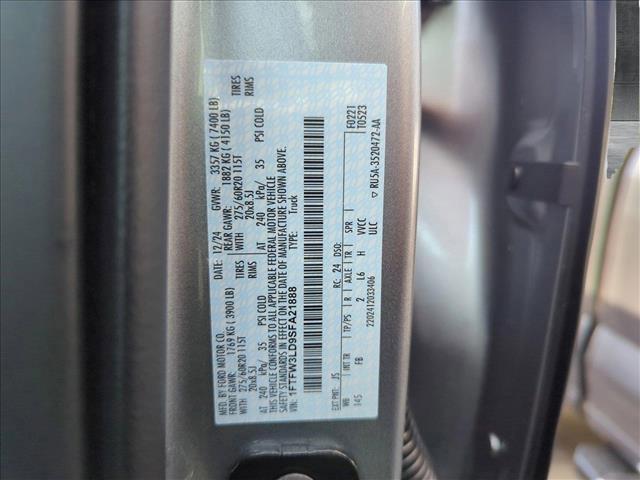 MFD. BY FORD MOTOR CO.
DATE: 12/24 GVWR: 3357 KG (7400 LB)
FRONT GAWR: 1769 KG (3900 LB) REAR GAWR: 1882 KG (4150 LB)
WITH 275/60R20 115T TIRES WITH 275/60R20 115T TIRES
20x8.5J RIMS 20x8.5J RIMS
AT 240 kPa/ 35 PSI COLD AT 240 kPa/ 35 PSI COLD
THIS VEHICLE CONFORMS TO ALL APPLICABLE FEDERAL MOTOR VEHICLE
SAFETY STANDARDS IN EFFECT ON THE DATE OF MANUFACTURE SHOWN ABOVE.
VIN: 1FTFW3LD9SFA21888 TYPE: Truck
F0221
T0523
EXT PNT: JS RC: 24 DSO:
WB INT TR TP/PS R AXLE TR SPR
145 FB 2 L6 H VVCC
ULC
2202412033406
▽ RU5A-3520472-AA